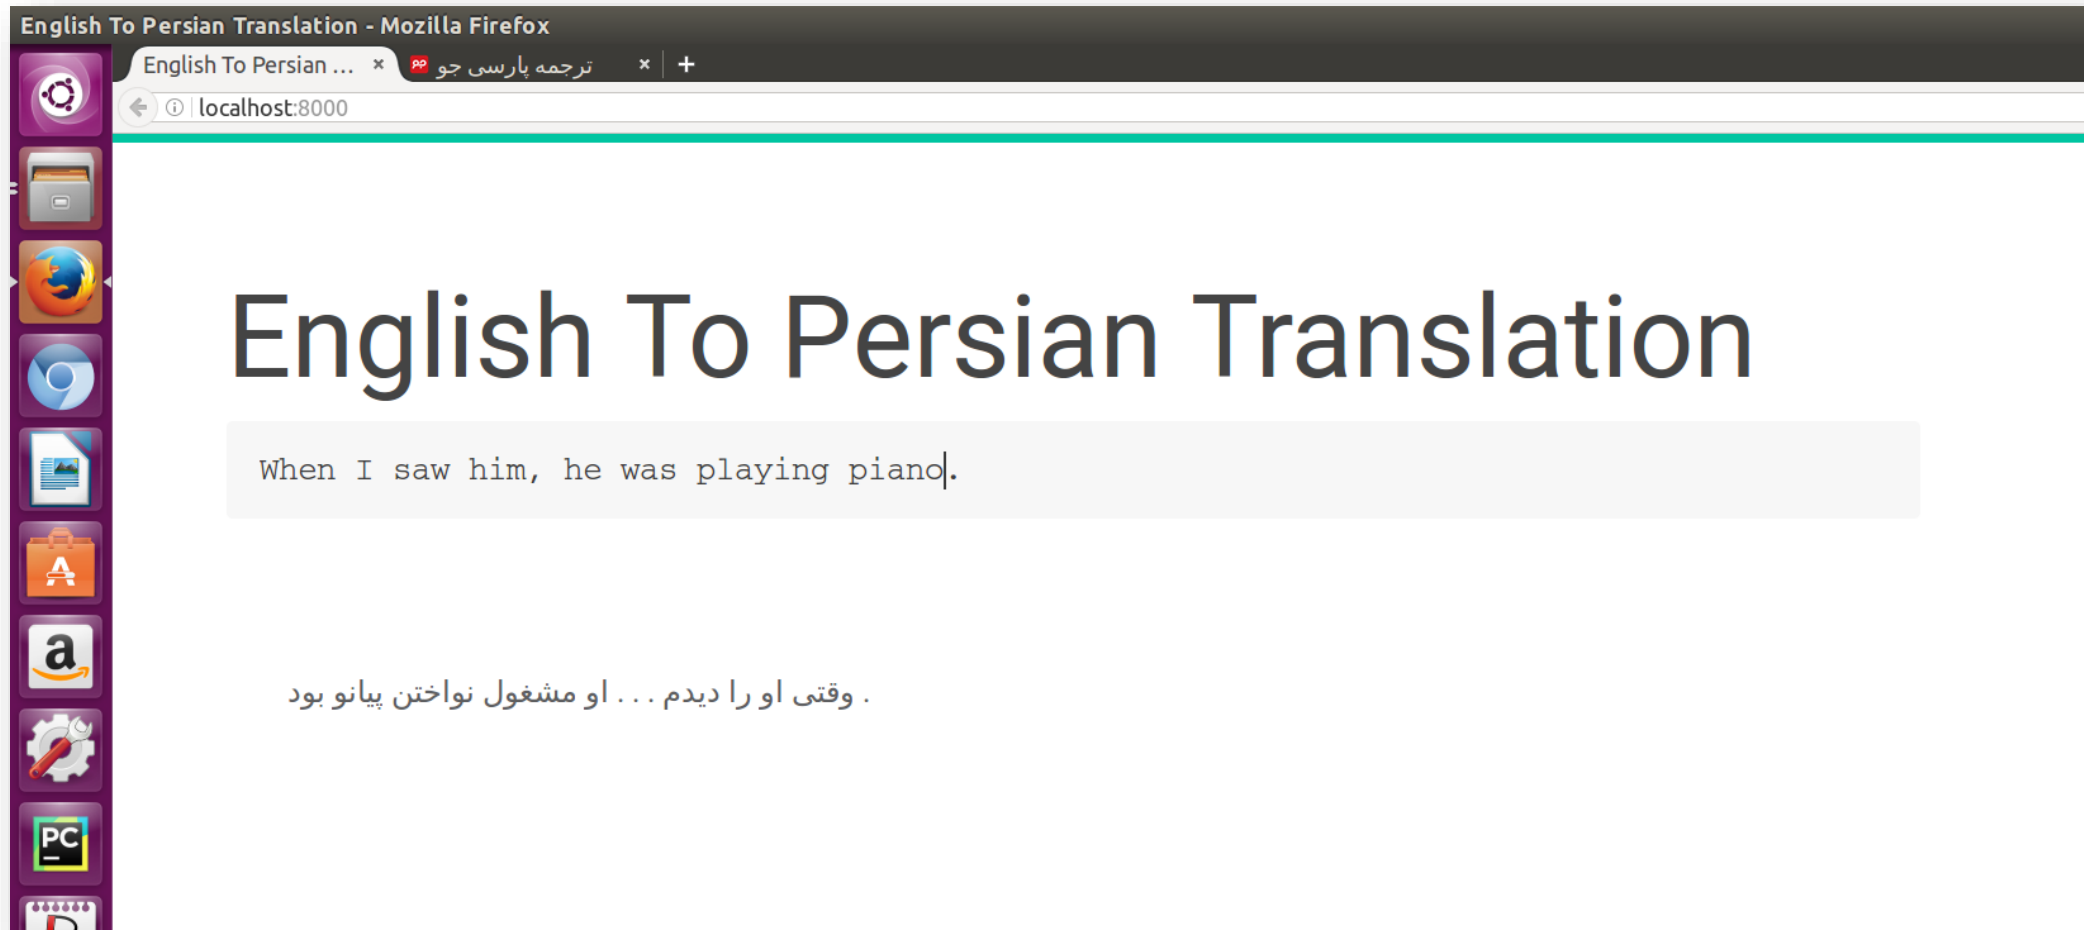 English To Persian Translation - Mozilla Firefox
English To Persian ... × PP ترجمه پارسی جو × +
localhost:8000
English To Persian Translation
When I saw him, he was playing piano.
وقتی او را دیدم . . . او مشغول نواختن پیانو بود .
a
PC